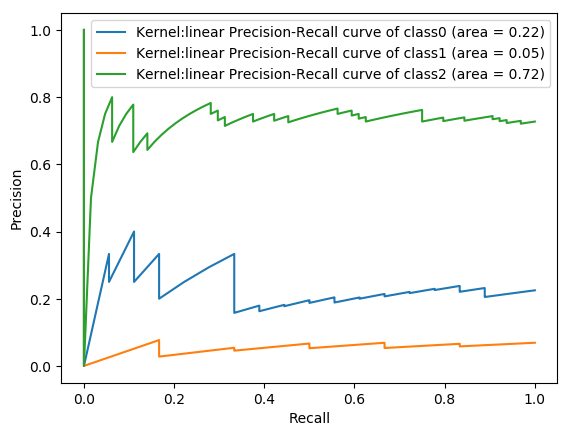 Kernel:linear Precision-Recall curve of class0 (area = 0.22)
Kernel:linear Precision-Recall curve of class1 (area = 0.05)
Kernel:linear Precision-Recall curve of class2 (area = 0.72)
1.0
0.8
0.6
0.4
0.2
0.0
Precision
0.0 0.2 0.4 0.6 0.8 1.0
Recall